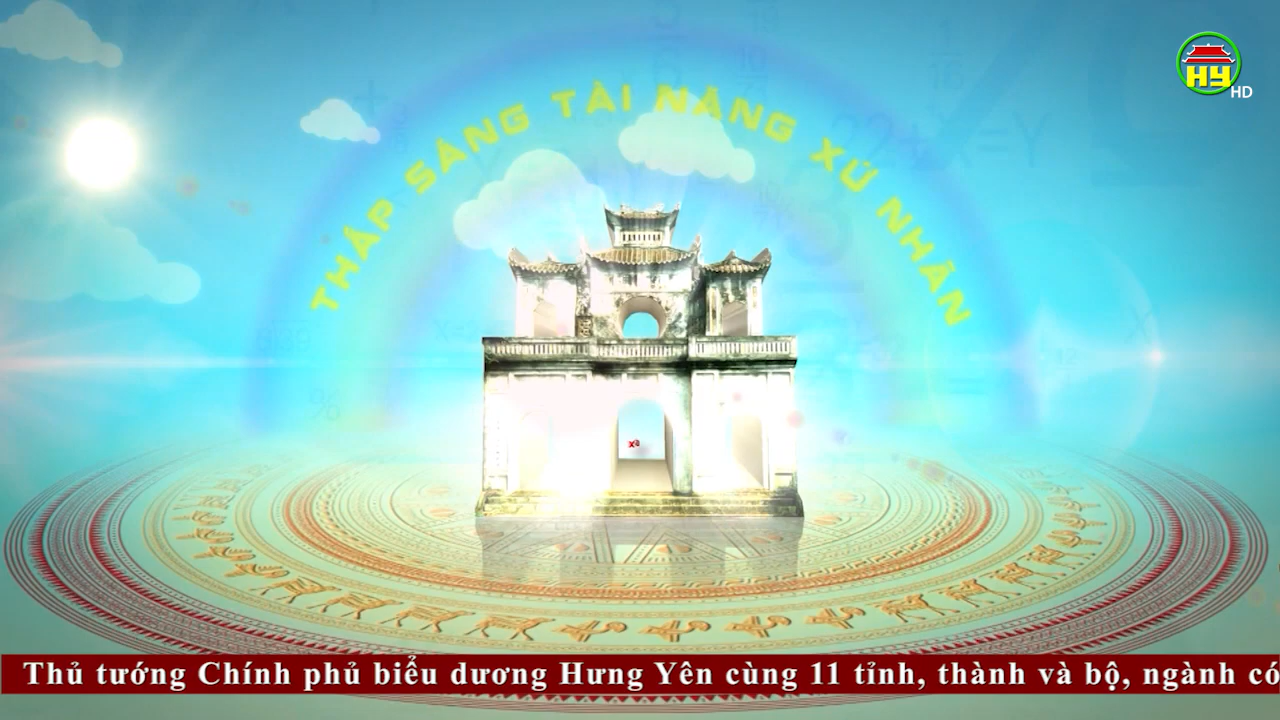 HY
HD
THẮP SÁNG TÀI NĂNG XỨ NHÃN
Thủ tướng Chính phủ biểu dương Hưng Yên cùng 11 tỉnh, thành và bộ, ngành có